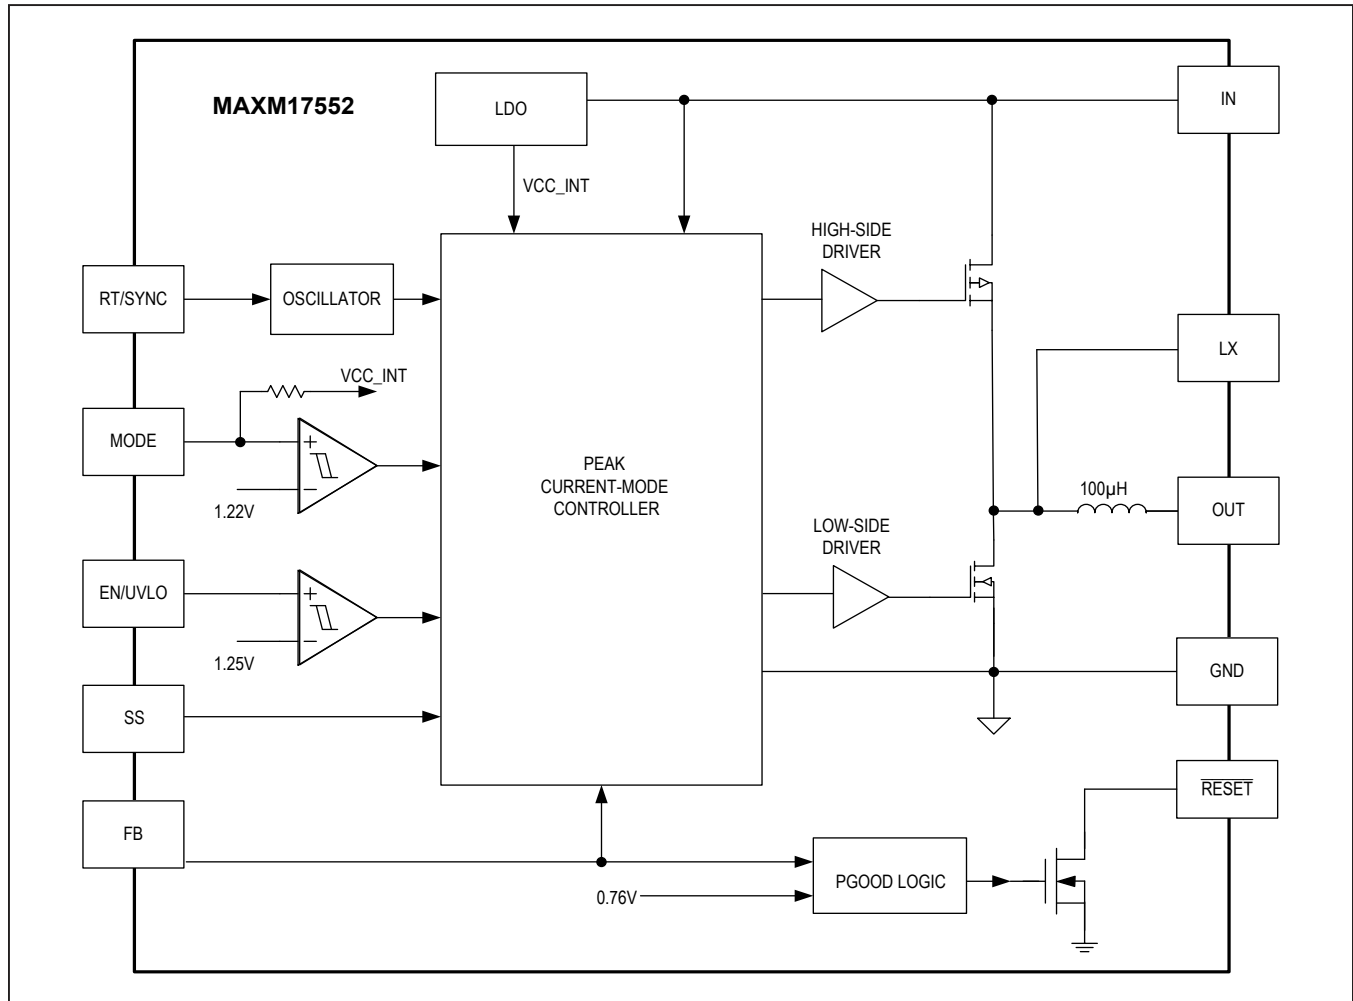 MAXM17552
LDO
IN
VCC_INT
HIGH-SIDE
DRIVER
RT/SYNC
OSCILLATOR
LX
VCC_INT
MODE
+
−
1.22V
PEAK
CURRENT-MODE
CONTROLLER
100µH
OUT
LOW-SIDE
DRIVER
EN/UVLO
+
−
1.25V
GND
SS
RESET
FB
PGOOD LOGIC
0.76V